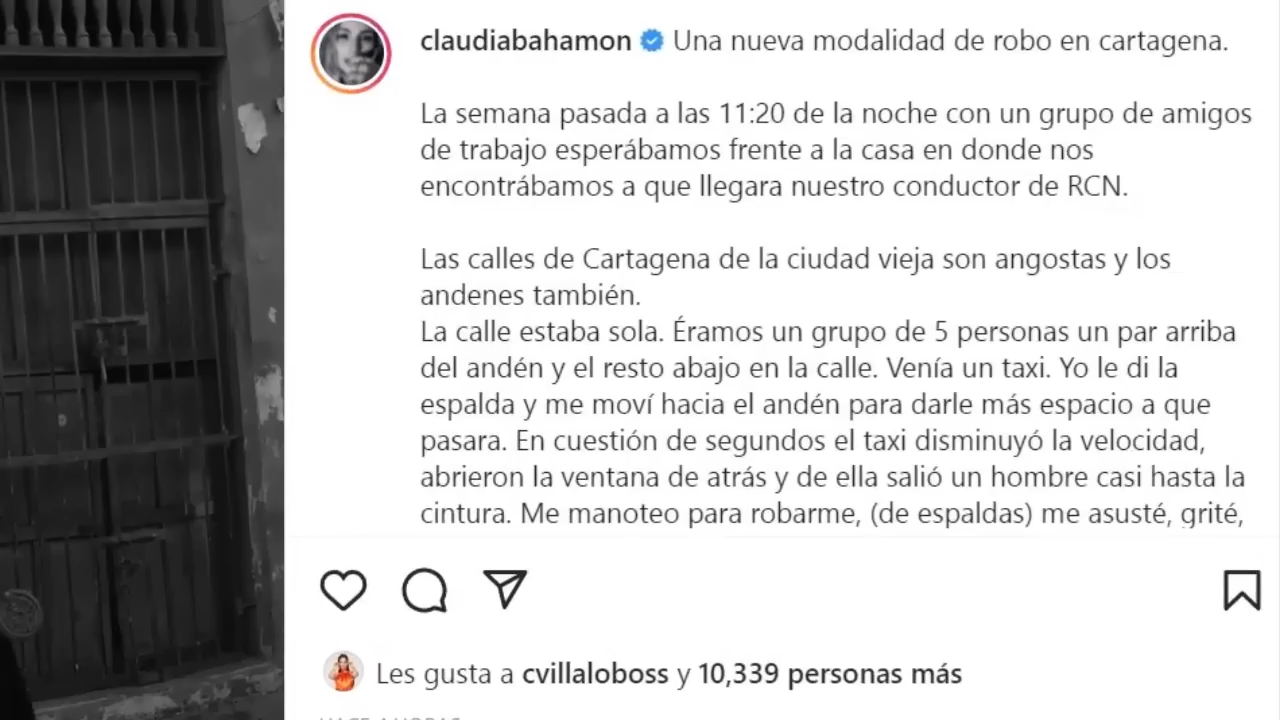 claudiabahamon Una nueva modalidad de robo en cartagena.
La semana pasada a las 11:20 de la noche con un grupo de amigos
de trabajo esperábamos frente a la casa en donde nos
encontrábamos a que llegara nuestro conductor de RCN.
Las calles de Cartagena de la ciudad vieja son angostas y los
andenes también.
La calle estaba sola. Éramos un grupo de 5 personas un par arriba
del andén y el resto abajo en la calle. Venía un taxi. Yo le di la
espalda y me moví hacia el andén para darle más espacio a que
pasara. En cuestión de segundos el taxi disminuyó la velocidad,
abrieron la ventana de atrás y de ella salió un hombre casi hasta la
cintura. Me manoteo para robarme, (de espaldas) me asusté, grité,
Les gusta a cvillaloboss y 10,339 personas más